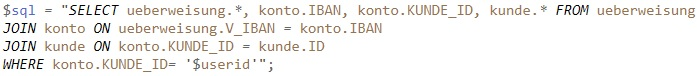 $sql = "SELECT ueberweisung.*, konto.IBAN, konto.KUNDE_ID, kunde.* FROM ueberweisung
JOIN konto ON ueberweisung.V_IBAN = konto.IBAN
JOIN kunde ON konto.KUNDE_ID = kunde.ID
WHERE konto.KUNDE_ID= '$userid'";